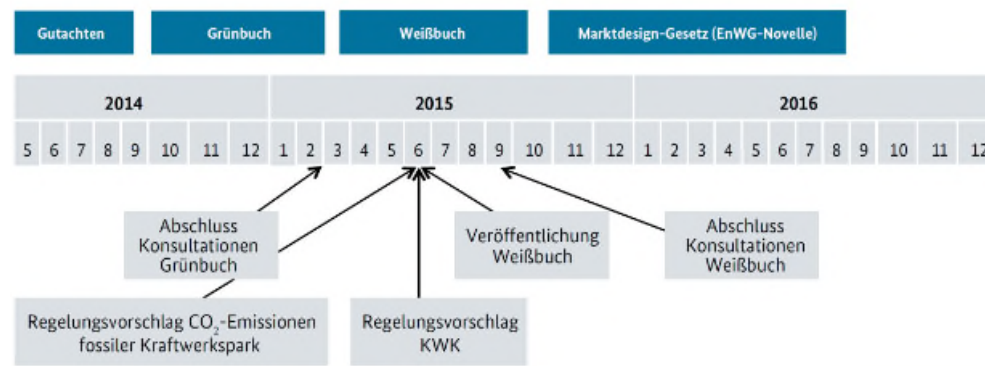 Gutachten Grünbuch Weißbuch Marktdesign-Gesetz (EnWG-Novelle)
2014 2015 2016
5 6 7 8 9 10 11 12 1 2 3 4 5 6 7 8 9 10 11 12 1 2 3 4 5 6 7 8 9 10 11 12
Abschluss
Konsultationen
Grünbuch
Veröffentlichung
Weißbuch
Abschluss
Konsultationen
Weißbuch
Regelungsvorschlag CO₂-Emissionen
fossiler Kraftwerkspark
Regelungsvorschlag
KWK